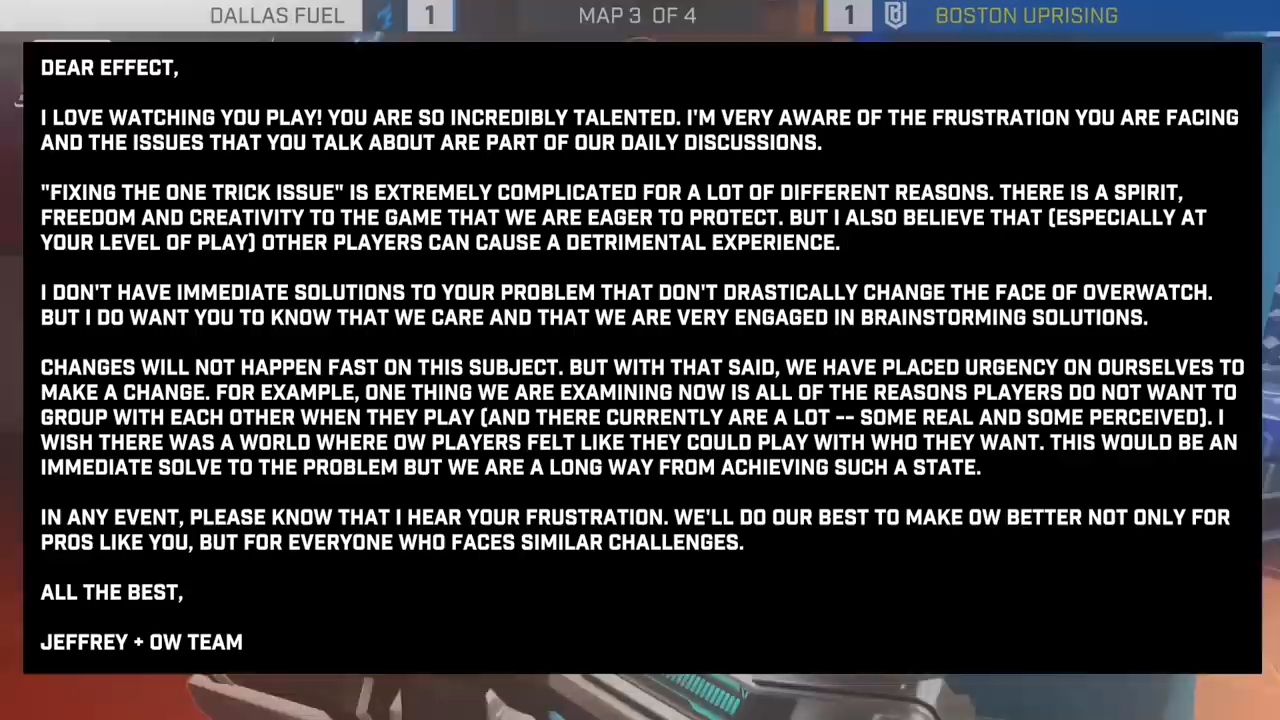 DALLAS FUEL 1 MAP 3 OF 4 1 BOSTON UPRISING
DEAR EFFECT,
I LOVE WATCHING YOU PLAY! YOU ARE SO INCREDIBLY TALENTED. I'M VERY AWARE OF THE FRUSTRATION YOU ARE FACING
AND THE ISSUES THAT YOU TALK ABOUT ARE PART OF OUR DAILY DISCUSSIONS.
"FIXING THE ONE TRICK ISSUE" IS EXTREMELY COMPLICATED FOR A LOT OF DIFFERENT REASONS. THERE IS A SPIRIT,
FREEDOM AND CREATIVITY TO THE GAME THAT WE ARE EAGER TO PROTECT. BUT I ALSO BELIEVE THAT (ESPECIALLY AT
YOUR LEVEL OF PLAY) OTHER PLAYERS CAN CAUSE A DETRIMENTAL EXPERIENCE.
I DON'T HAVE IMMEDIATE SOLUTIONS TO YOUR PROBLEM THAT DON'T DRASTICALLY CHANGE THE FACE OF OVERWATCH.
BUT I DO WANT YOU TO KNOW THAT WE CARE AND THAT WE ARE VERY ENGAGED IN BRAINSTORMING SOLUTIONS.
CHANGES WILL NOT HAPPEN FAST ON THIS SUBJECT. BUT WITH THAT SAID, WE HAVE PLACED URGENCY ON OURSELVES TO
MAKE A CHANGE. FOR EXAMPLE, ONE THING WE ARE EXAMINING NOW IS ALL OF THE REASONS PLAYERS DO NOT WANT TO
GROUP WITH EACH OTHER WHEN THEY PLAY (AND THERE CURRENTLY ARE A LOT -- SOME REAL AND SOME PERCEIVED). I
WISH THERE WAS A WORLD WHERE OW PLAYERS FELT LIKE THEY COULD PLAY WITH WHO THEY WANT. THIS WOULD BE AN
IMMEDIATE SOLVE TO THE PROBLEM BUT WE ARE A LONG WAY FROM ACHIEVING SUCH A STATE.
IN ANY EVENT, PLEASE KNOW THAT I HEAR YOUR FRUSTRATION. WE'LL DO OUR BEST TO MAKE OW BETTER NOT ONLY FOR
PROS LIKE YOU, BUT FOR EVERYONE WHO FACES SIMILAR CHALLENGES.
ALL THE BEST,
JEFFREY + OW TEAM